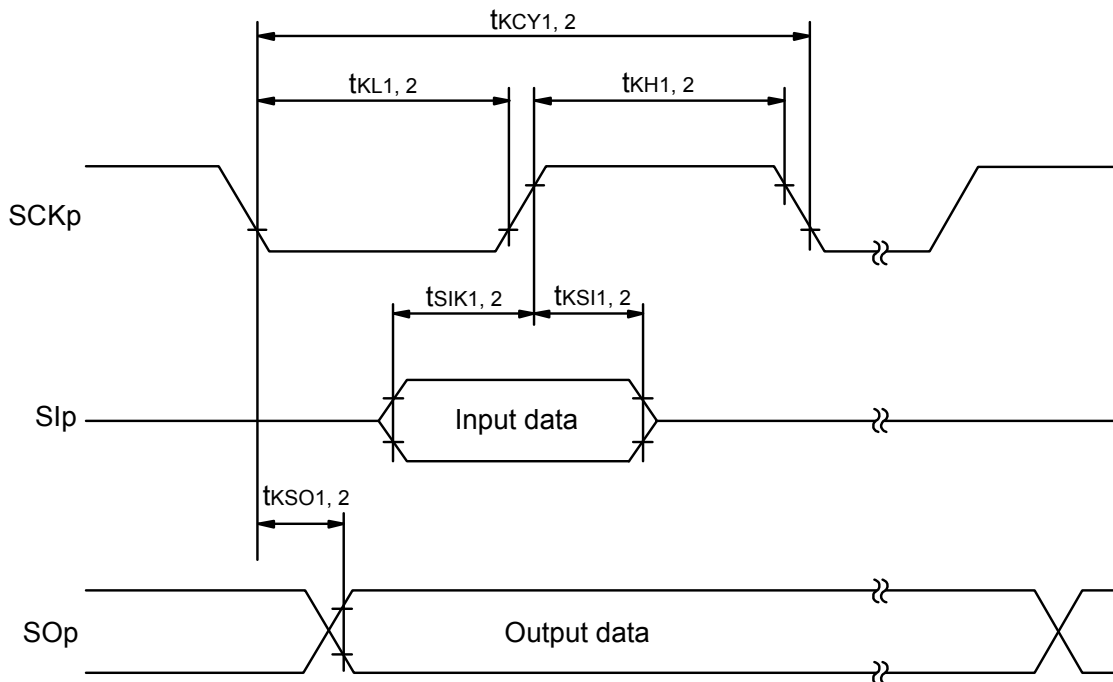 tKCY1, 2
tKL1, 2
tKH1, 2
SCKp
tSIK1, 2
tKSI1, 2
SIp
Input data
tKSO1, 2
SOp
Output data